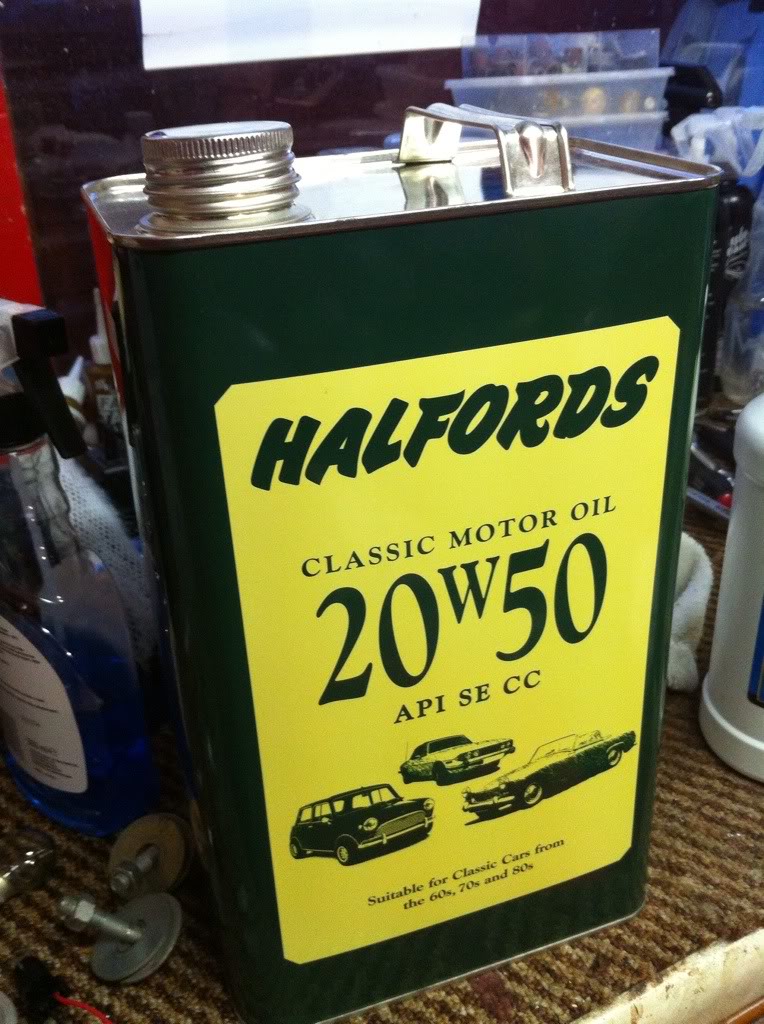 HALFORDS
CLASSIC MOTOR OIL
20W50
API SE CC
Suitable for Classic Cars from
the 60s, 70s and 80s